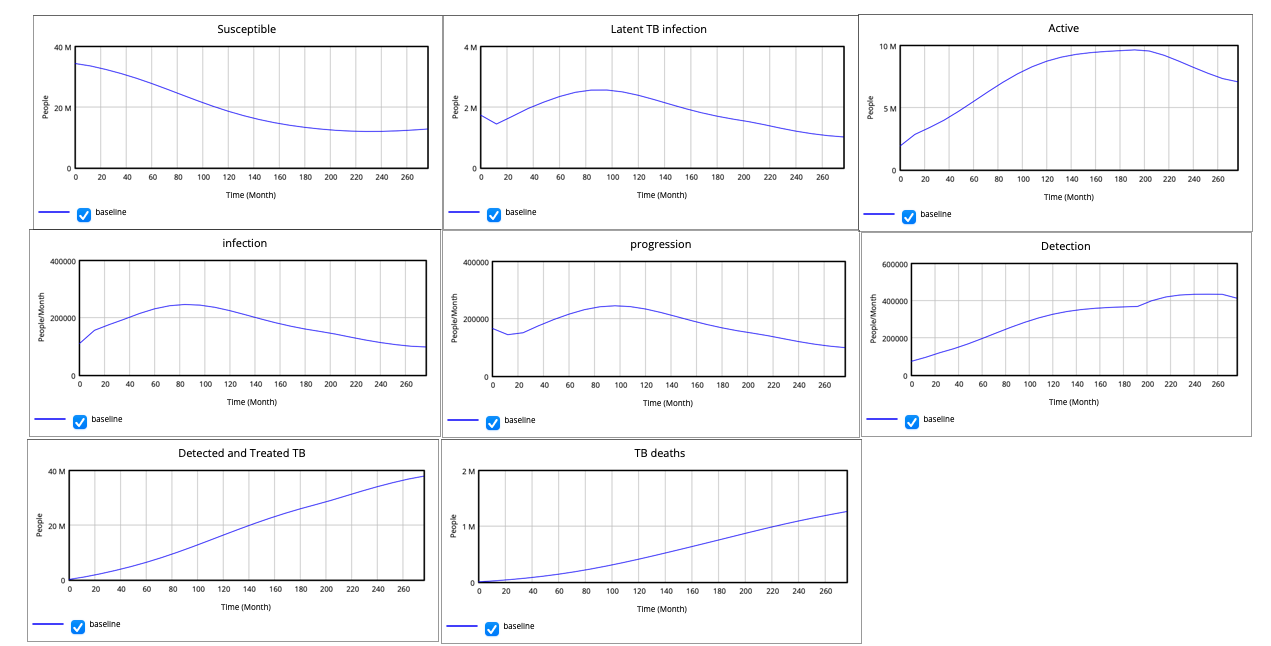 Susceptible
40 M
20 M
0
People
0 20 40 60 80 100 120 140 160 180 200 220 240 260
Time (Month)
baseline
Latent TB infection
4 M
2 M
0
People
0 20 40 60 80 100 120 140 160 180 200 220 240 260
Time (Month)
baseline
Active
10 M
5 M
0
People
0 20 40 60 80 100 120 140 160 180 200 220 240 260
Time (Month)
baseline
infection
400000
200000
0
People/Month
0 20 40 60 80 100 120 140 160 180 200 220 240 260
Time (Month)
baseline
progression
400000
200000
0
People/Month
0 20 40 60 80 100 120 140 160 180 200 220 240 260
Time (Month)
baseline
Detection
600000
400000
200000
0
People/Month
0 20 40 60 80 100 120 140 160 180 200 220 240 260
Time (Month)
baseline
Detected and Treated TB
40 M
20 M
0
People
0 20 40 60 80 100 120 140 160 180 200 220 240 260
Time (Month)
baseline
TB deaths
2 M
1 M
0
People
0 20 40 60 80 100 120 140 160 180 200 220 240 260
Time (Month)
baseline